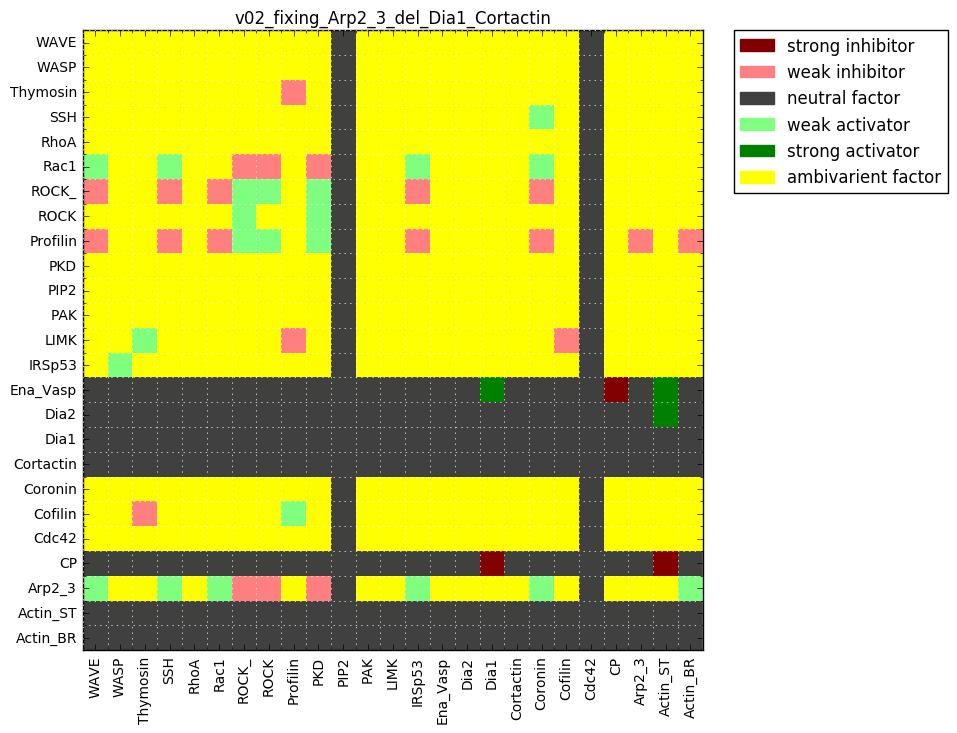 v02_fixing_Arp2_3_del_Dia1_Cortactin
WAVE
WASP
Thymosin
SSH
RhoA
Rac1
ROCK_
ROCK
Profilin
PKD
PIP2
PAK
LIMK
IRSp53
Ena_Vasp
Dia2
Dia1
Cortactin
Coronin
Cofilin
Cdc42
CP
Arp2_3
Actin_ST
Actin_BR
WAVE
WASP
Thymosin
SSH
RhoA
Rac1
ROCK_
ROCK
Profilin
PKD
PIP2
PAK
LIMK
IRSp53
Ena_Vasp
Dia2
Dia1
Cortactin
Coronin
Cofilin
Cdc42
CP
Arp2_3
Actin_ST
Actin_BR
strong inhibitor
weak inhibitor
neutral factor
weak activator
strong activator
ambivarient factor